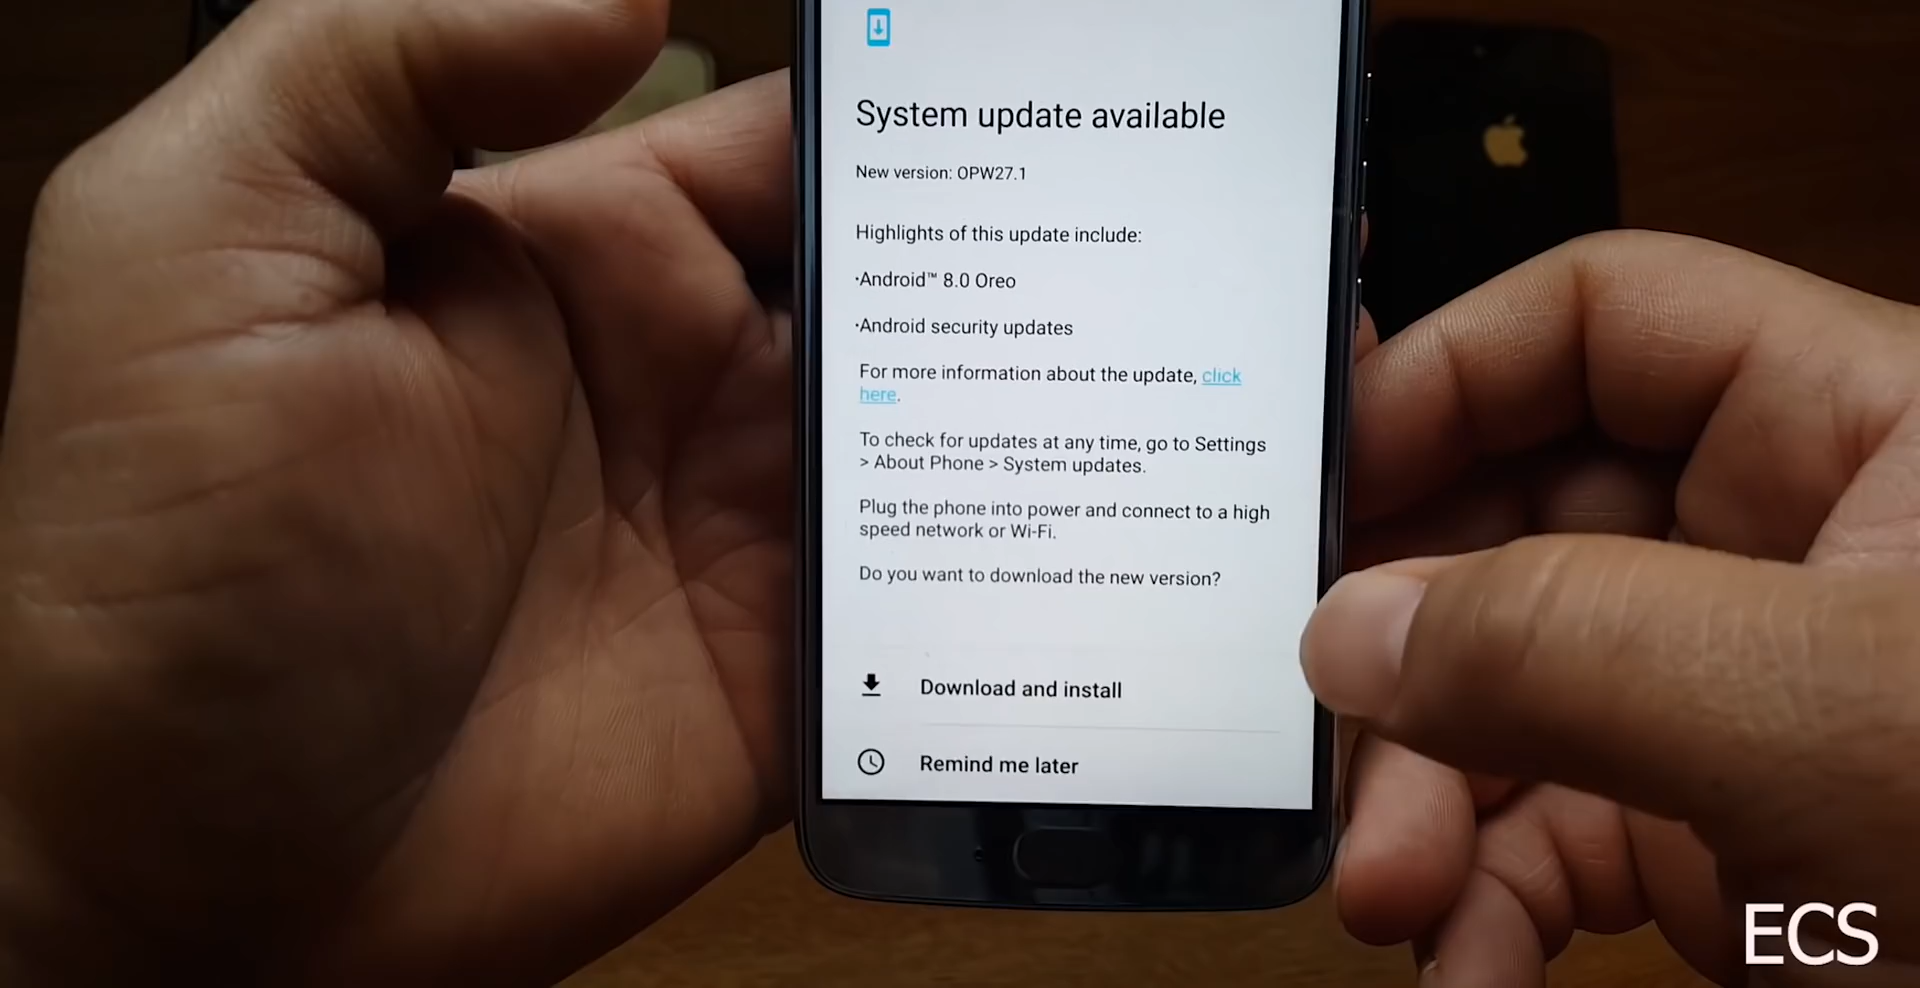 System update available
New version: OPW27.1
Highlights of this update include:
·Android™ 8.0 Oreo
·Android security updates
For more information about the update, click
here.
To check for updates at any time, go to Settings
> About Phone > System updates.
Plug the phone into power and connect to a high
speed network or Wi-Fi.
Do you want to download the new version?
Download and install
Remind me later
ECS